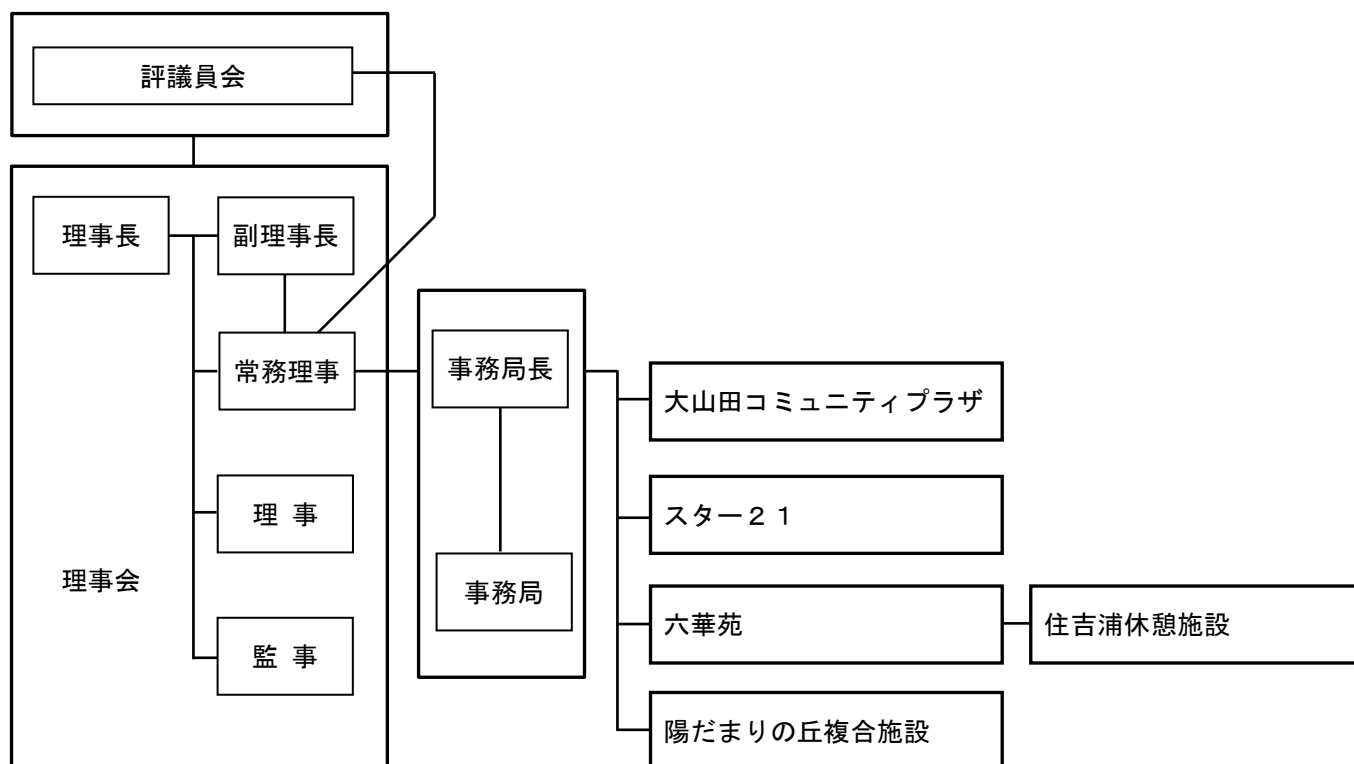 評議員会
理事長
副理事長
常務理事
理 事
監 事
理事会
事務局長
事務局
大山田コミュニティプラザ
スター２１
六華苑
住吉浦休憩施設
陽だまりの丘複合施設